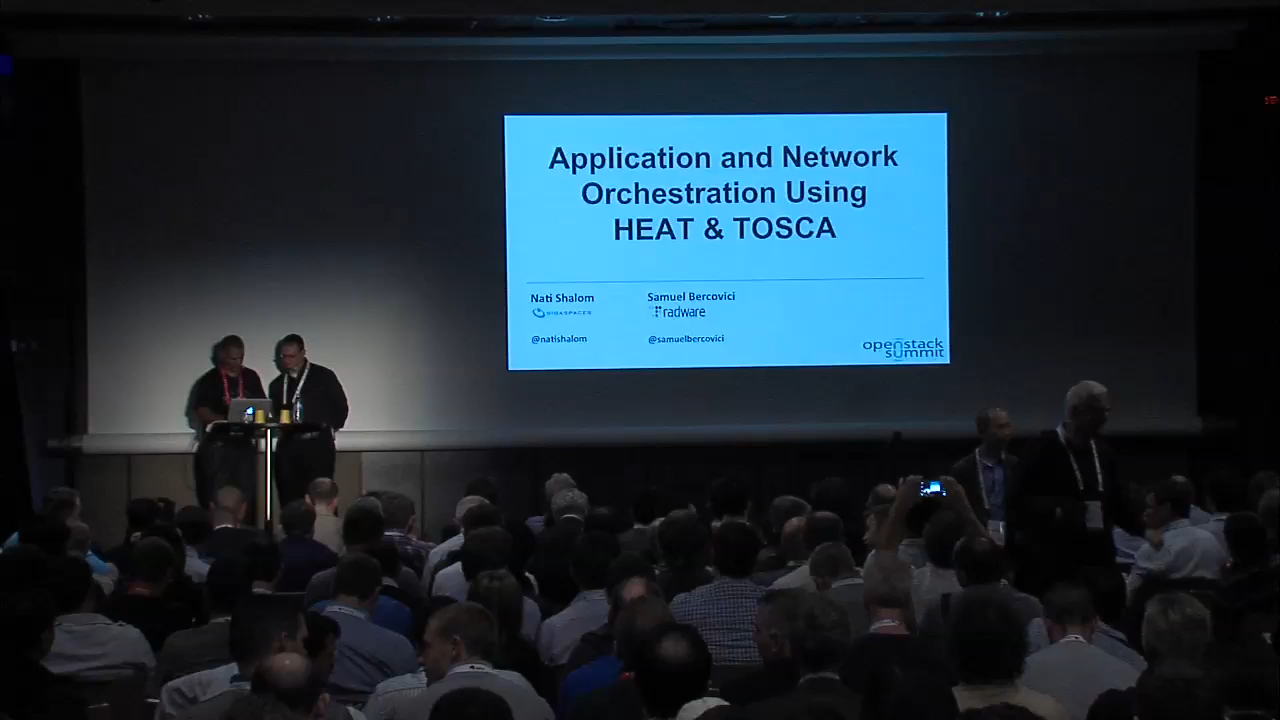 Application and Network
Orchestration Using
HEAT & TOSCA
Nati Shalom
Samuel Bercovici
GIGASPACES
radware
@natishalom
@samuelbercovici
openstack
summit